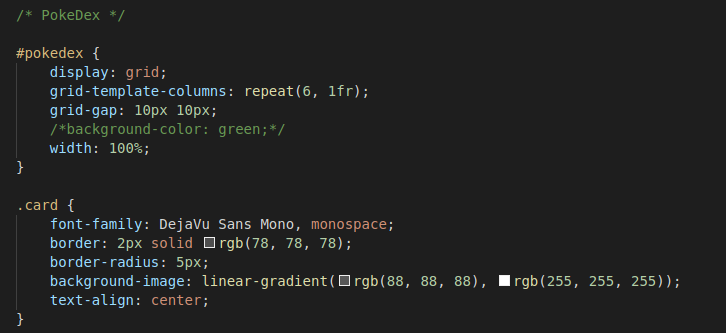 /* PokeDex */
#pokedex {
display: grid;
grid-template-columns: repeat(6, 1fr);
grid-gap: 10px 10px;
/*background-color: green;*/
width: 100%;
}
.card {
font-family: DejaVu Sans Mono, monospace;
border: 2px solid rgb(78, 78, 78);
border-radius: 5px;
background-image: linear-gradient(rgb(88, 88, 88), rgb(255, 255, 255));
text-align: center;
}